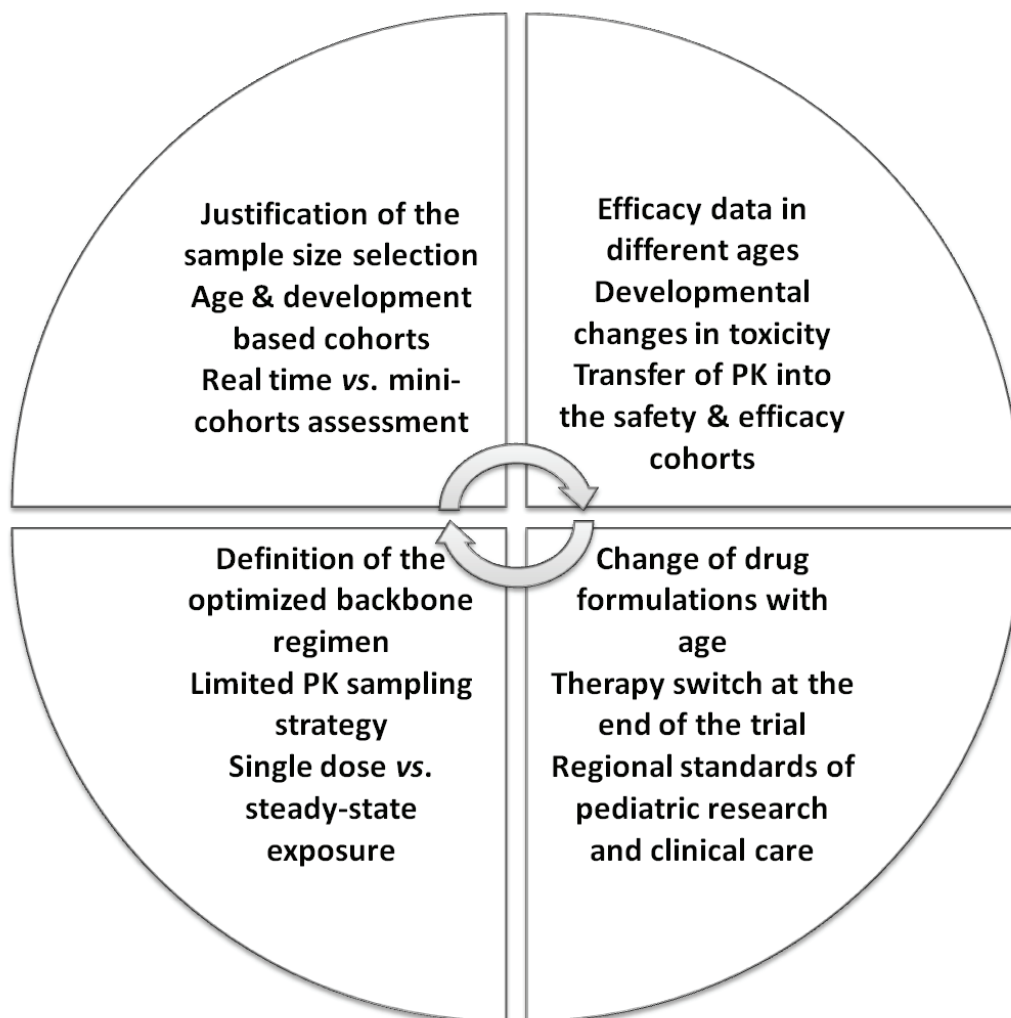 Justification of the
sample size selection
Age & development
based cohorts
Real time vs. mini-
cohorts assessment
Efficacy data in
different ages
Developmental
changes in toxicity
Transfer of PK into
the safety & efficacy
cohorts
Definition of the
optimized backbone
regimen
Limited PK sampling
strategy
Single dose vs.
steady-state
exposure
Change of drug
formulations with
age
Therapy switch at the
end of the trial
Regional standards of
pediatric research
and clinical care